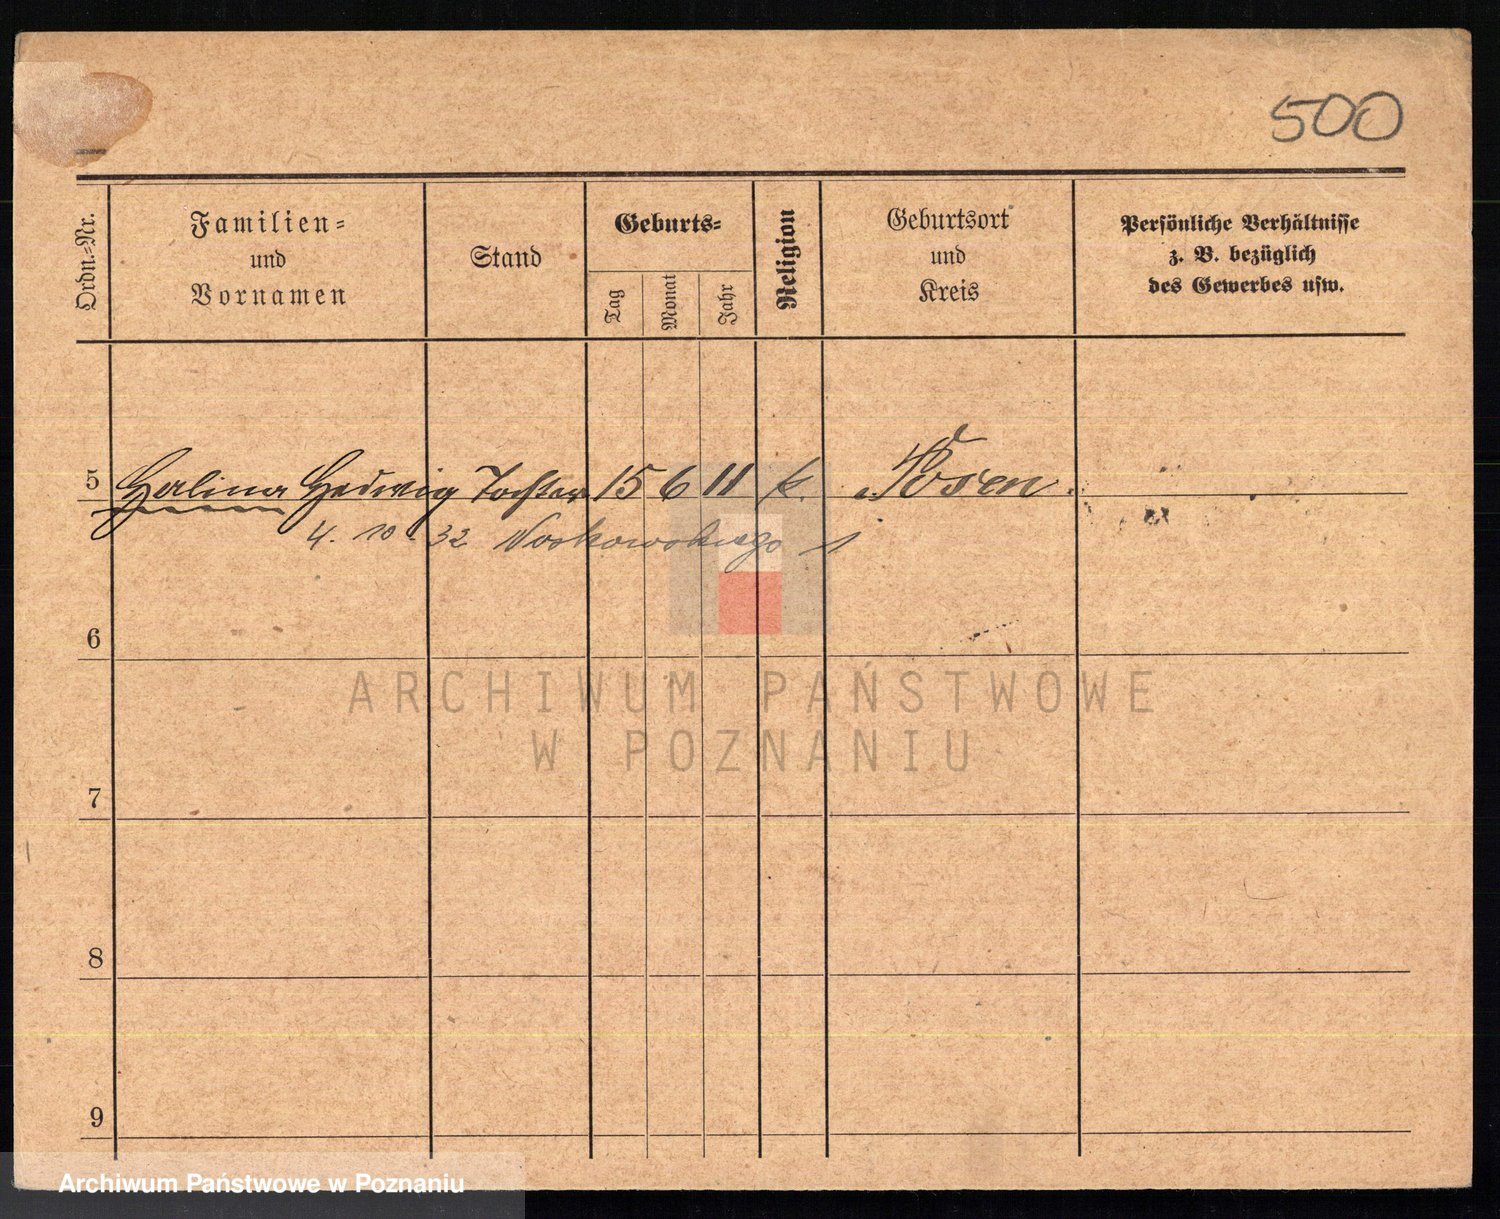 500
Ordn.-Nr.
Familien-
und
Vornamen
Stand
Geburts-
Tag
Monat
Jahr
Religion
Geburtsort
und
Kreis
Persönliche Verhältnisse
z. B. bezüglich
des Gewerbes usw.
5 Halina Hedwig Tochter 15 6 11 k. Posen
4. 10. 32 Noskowskiego 1
6
ARCHIWUM PAŃSTWOWE
W POZNANIU
7
8
9
Archiwum Państwowe w Poznaniu